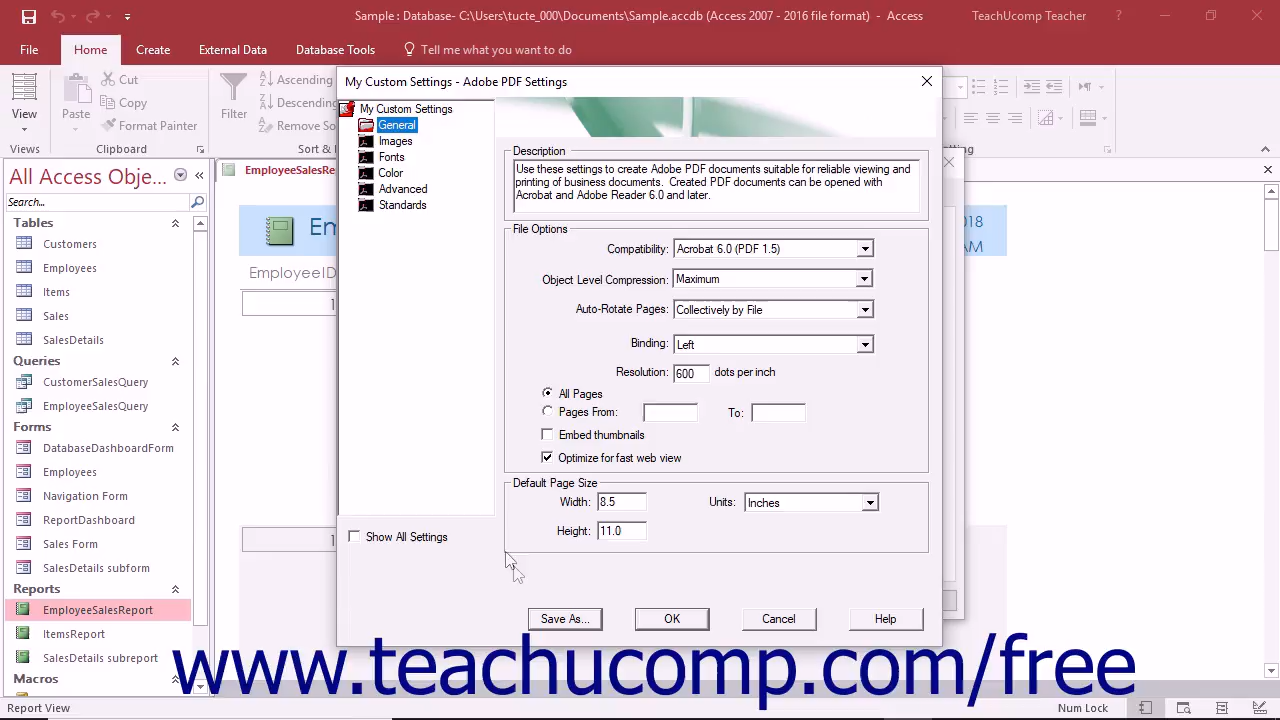 Sample : Database- C:\Users\tucte_000\Documents\Sample.accdb (Access 2007 - 2016 file format) - Access
TeachUcomp Teacher
?
File
Home
Create
External Data
Database Tools
Tell me what you want to do
View
Views
Paste
Cut
Copy
Format Painter
Clipboard
Filter
Ascending
Descending
Sort &
All Access Obje...
Search...
Tables
Customers
Employees
Items
Sales
SalesDetails
Queries
CustomerSalesQuery
EmployeeSalesQuery
Forms
DatabaseDashboardForm
Employees
Navigation Form
ReportDashboard
Sales Form
SalesDetails subform
Reports
EmployeeSalesReport
ItemsReport
SalesDetails subreport
Macros
Report View
Num Lock
EmployeeSalesRe
Em
EmployeeID
1
1
018
AM
My Custom Settings - Adobe PDF Settings
My Custom Settings
General
Images
Fonts
Color
Advanced
Standards
Show All Settings
Description
Use these settings to create Adobe PDF documents suitable for reliable viewing and
printing of business documents. Created PDF documents can be opened with
Acrobat and Adobe Reader 6.0 and later.
File Options
Compatibility: Acrobat 6.0 (PDF 1.5)
Object Level Compression: Maximum
Auto-Rotate Pages: Collectively by File
Binding: Left
Resolution: 600 dots per inch
All Pages
Pages From: To:
Embed thumbnails
Optimize for fast web view
Default Page Size
Width: 8.5 Units: Inches
Height: 11.0
Save As... OK Cancel Help
www.teachucomp.com/free